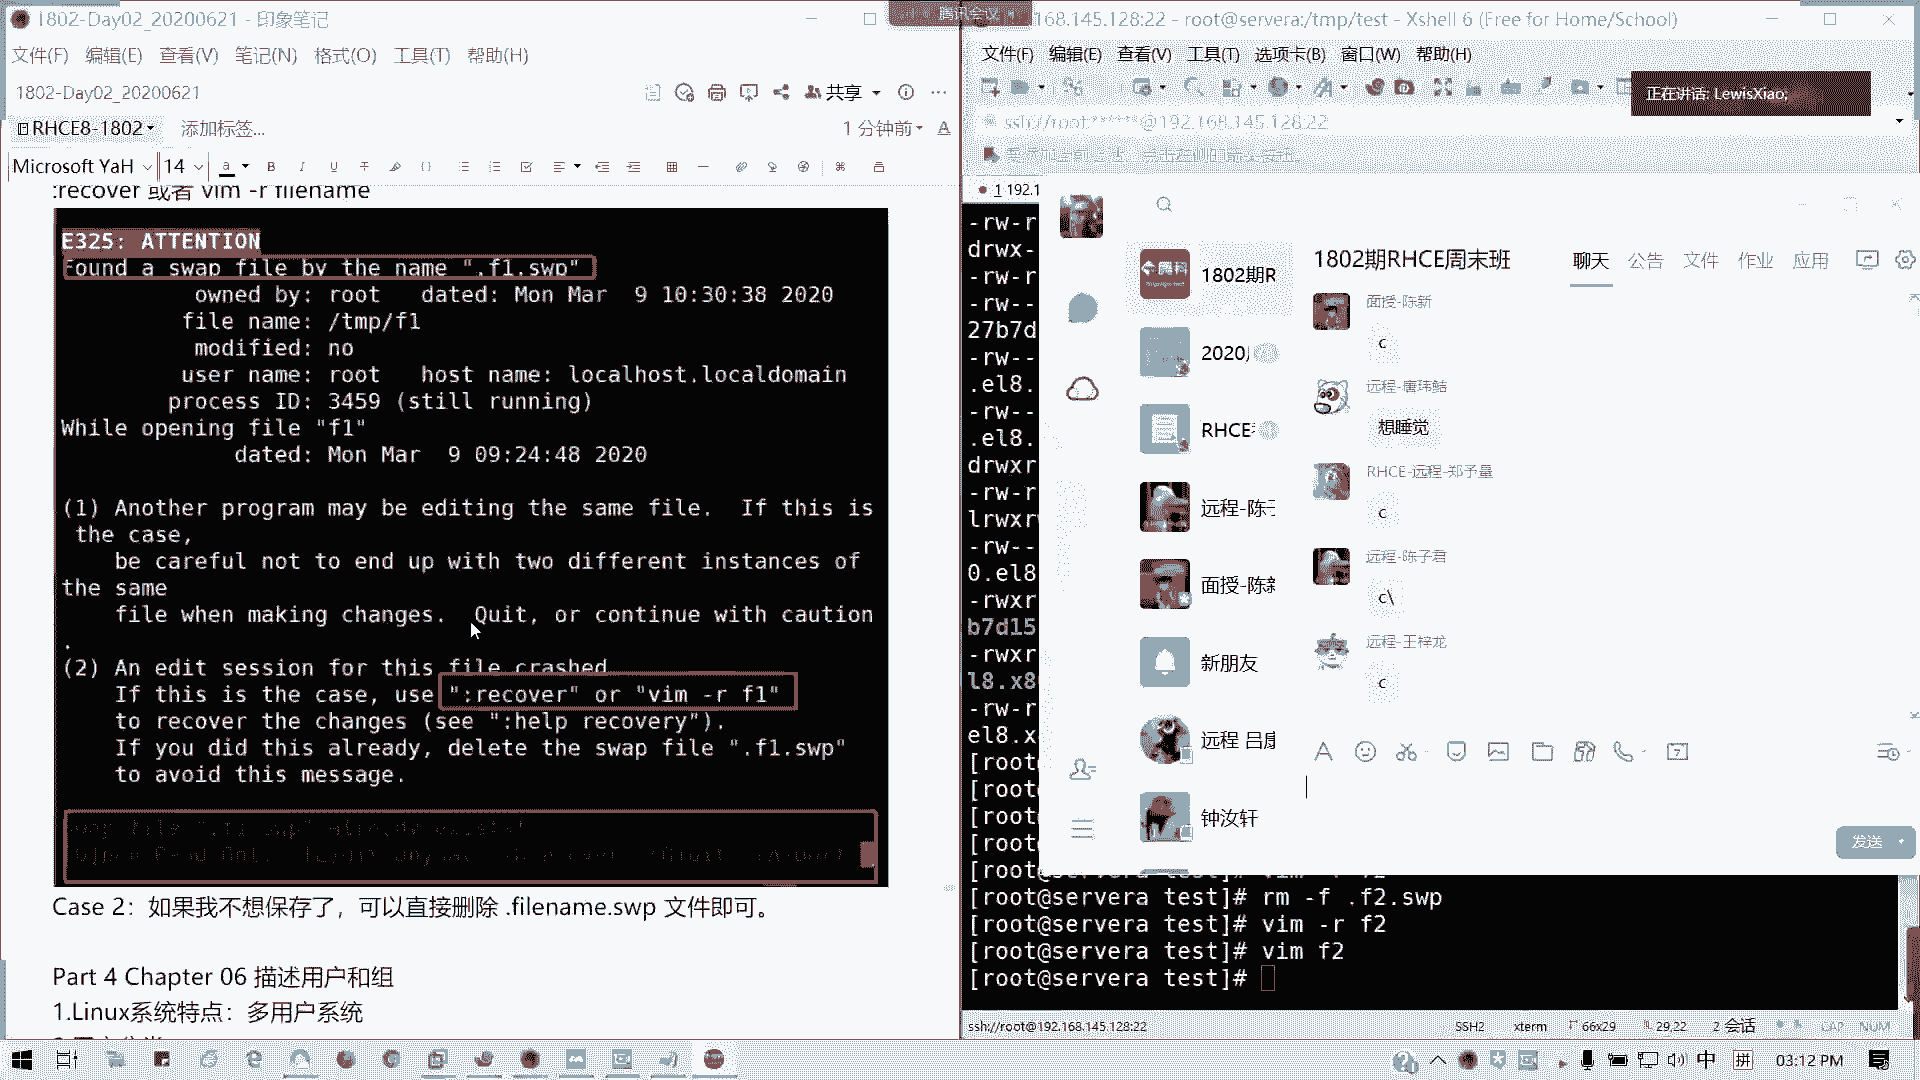 1802-Day02_20200621 - 印象笔记
文件(F) 编辑(E) 查看(V) 笔记(N) 格式(O) 工具(T) 帮助(H)
1802-Day02_20200621
共享
RHCE8-1802
添加标签...
1 分钟前
Microsoft YaH
14
:recover 或者 vim -r filename
E325: ATTENTION
Found a swap file by the name ".f1.swp"
owned by: root dated: Mon Mar 9 10:30:38 2020
file name: /tmp/f1
modified: no
user name: root host name: localhost.localdomain
process ID: 3459 (still running)
While opening file "f1"
dated: Mon Mar 9 09:24:48 2020
(1) Another program may be editing the same file. If this is
the case,
be careful not to end up with two different instances of
the same
file when making changes. Quit, or continue with caution
.
(2) An edit session for this file crashed
If this is the case, use ":recover" or "vim -r f1"
to recover the changes (see ":help recovery").
If you did this already, delete the swap file ".f1.swp"
to avoid this message.
Case 2：如果我不想保存了，可以直接删除 .filename.swp 文件即可。
Part 4 Chapter 06 描述用户和组
1.Linux系统特点：多用户系统
腾讯会议
168.145.128:22 - root@servera:/tmp/test - Xshell 6 (Free for Home/School)
文件(F) 编辑(E) 查看(V) 工具(T) 选项卡(B) 窗口(W) 帮助(H)
正在讲话: LewisXiao;
ssh://root:******@192.168.145.128:22
1 192.1
-rw-r
drwx-
-rw-r
-rw--
27b7d
-rw--
.el8.
-rw--
.el8.
drwxr
-rw-r
lrwxrw
-rw--
0.el8
-rwxr
b7d15
-rwxr
l8.x8
-rw-r
el8.x
[root
[root
[root
[root
[root
1802期R
2020
RHCE
远程-陈子
面授-陈新
新朋友
远程 吕
钟汝轩
1802期RHCE周末班
聊天 公告 文件 作业 应用
面授-陈新
c
想睡觉
RHCE-远程-郑予量
c
远程-陈子君
c\
远程-王梓龙
c
发送
[root@servera test]# rm -f .f2.swp
[root@servera test]# vim -r f2
[root@servera test]# vim f2
[root@servera test]#
ssh://root@192.168.145.128:22
SSH2
xterm
66x29
29,22
2 会话
CAP
NUM
中
拼
03:12 PM